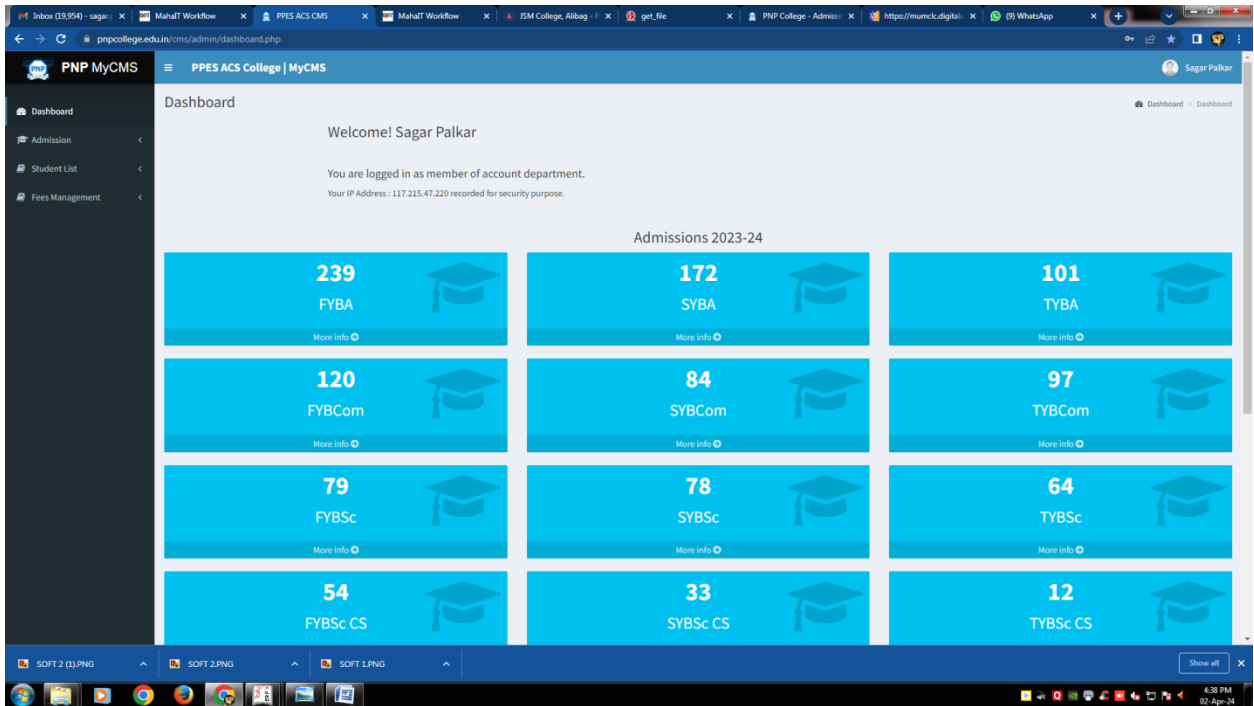 Inbox (19,954) - sagar.p
MahaIT Workflow
PPES ACS CMS
MahaIT Workflow
JSM College, Alibag -
get_file
PNP College - Admissio
https://mumclc.digital
(9) WhatsApp
pnpcollege.edu.in/cms/admin/dashboard.php
PNP MyCMS
PPES ACS College | MyCMS
Sagar Palkar
Dashboard
Admission
Student List
Fees Management
Dashboard
Dashboard > Dashboard
Welcome! Sagar Palkar
You are logged in as member of account department.
Your IP Address : 117.215.47.220 recorded for security purpose.
Admissions 2023-24
239
FYBA
More info
172
SYBA
More info
101
TYBA
More info
120
FYBCom
More info
84
SYBCom
More info
97
TYBCom
More info
79
FYBSc
More info
78
SYBSc
More info
64
TYBSc
More info
54
FYBSc CS
33
SYBSc CS
12
TYBSc CS
SOFT 2 (1).PNG
SOFT 2.PNG
SOFT 1.PNG
Show all
4:38 PM
02-Apr-24